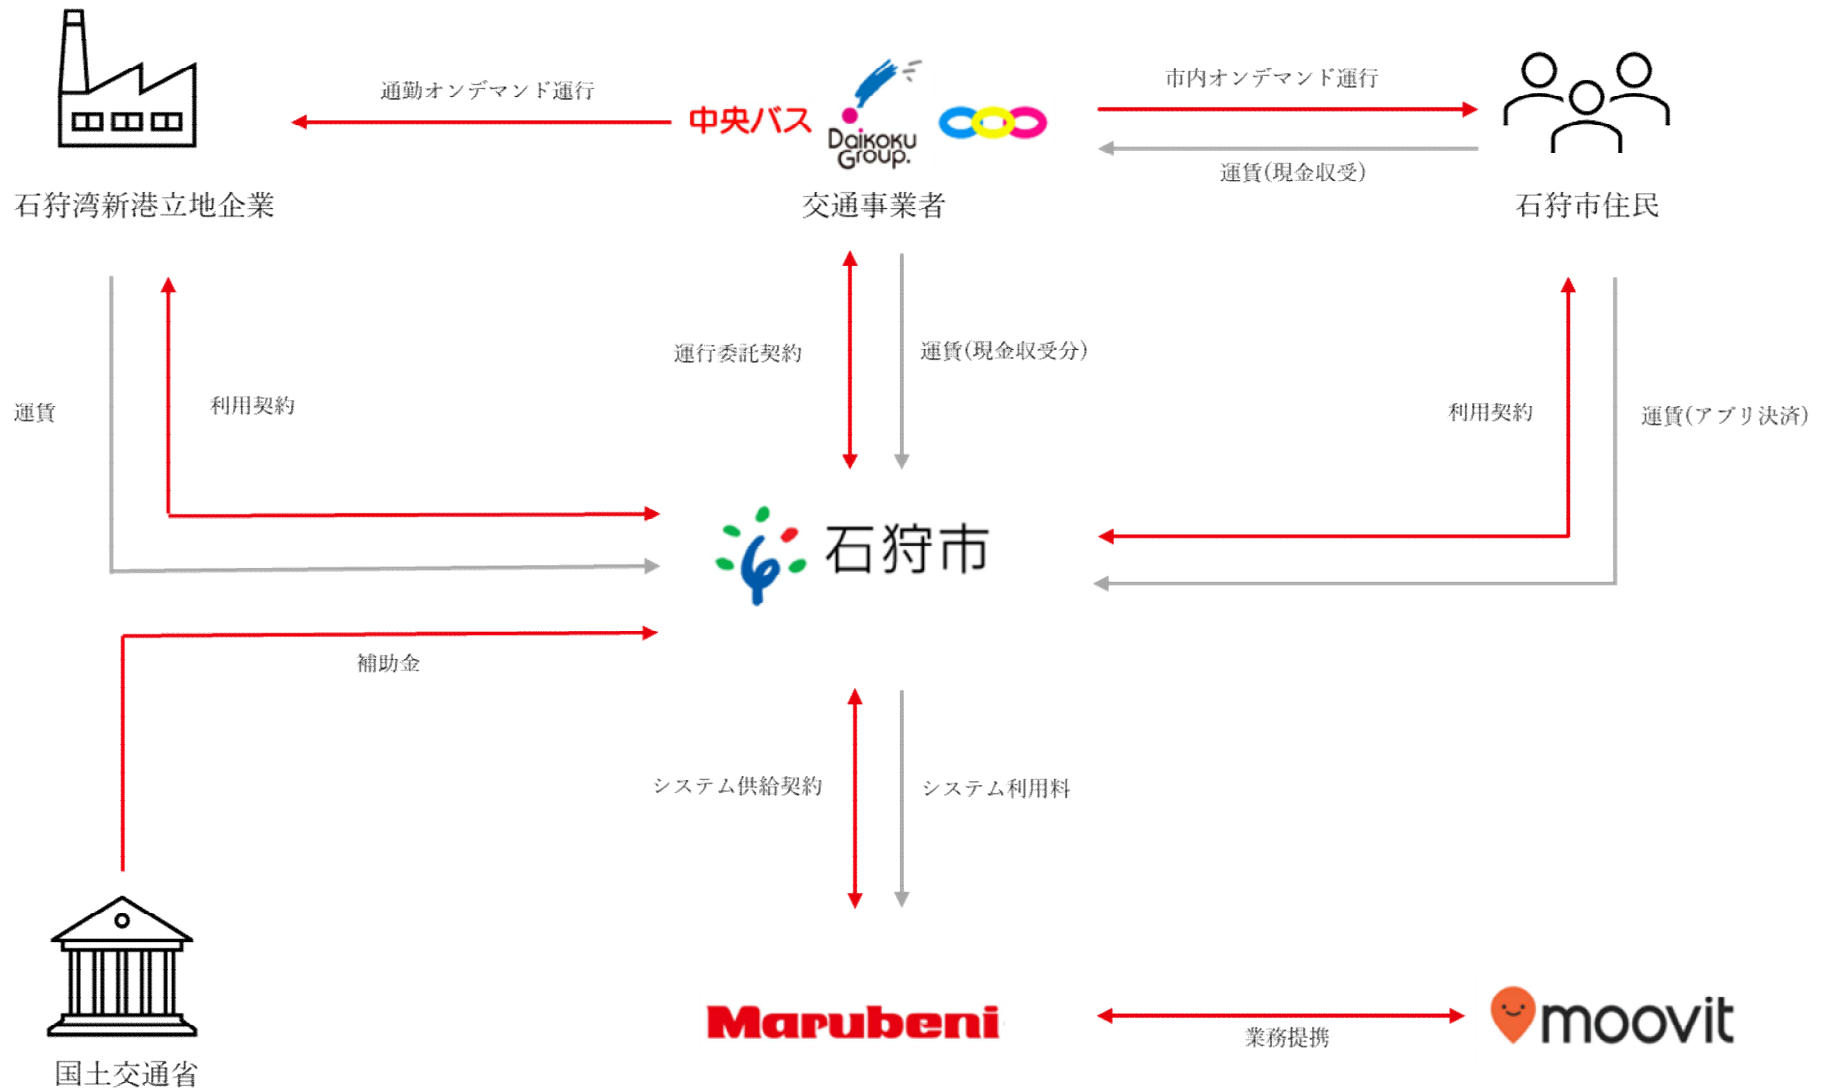 通勤オンデマンド運行
中央バス
Daikoku
Group.
市内オンデマンド運行
運賃(現金収受)
石狩湾新港立地企業
交通事業者
石狩市住民
運賃
利用契約
運行委託契約
運賃(現金収受分)
利用契約
運賃(アプリ決済)
石狩市
補助金
システム供給契約
システム利用料
国土交通省
Marubeni
業務提携
moovit